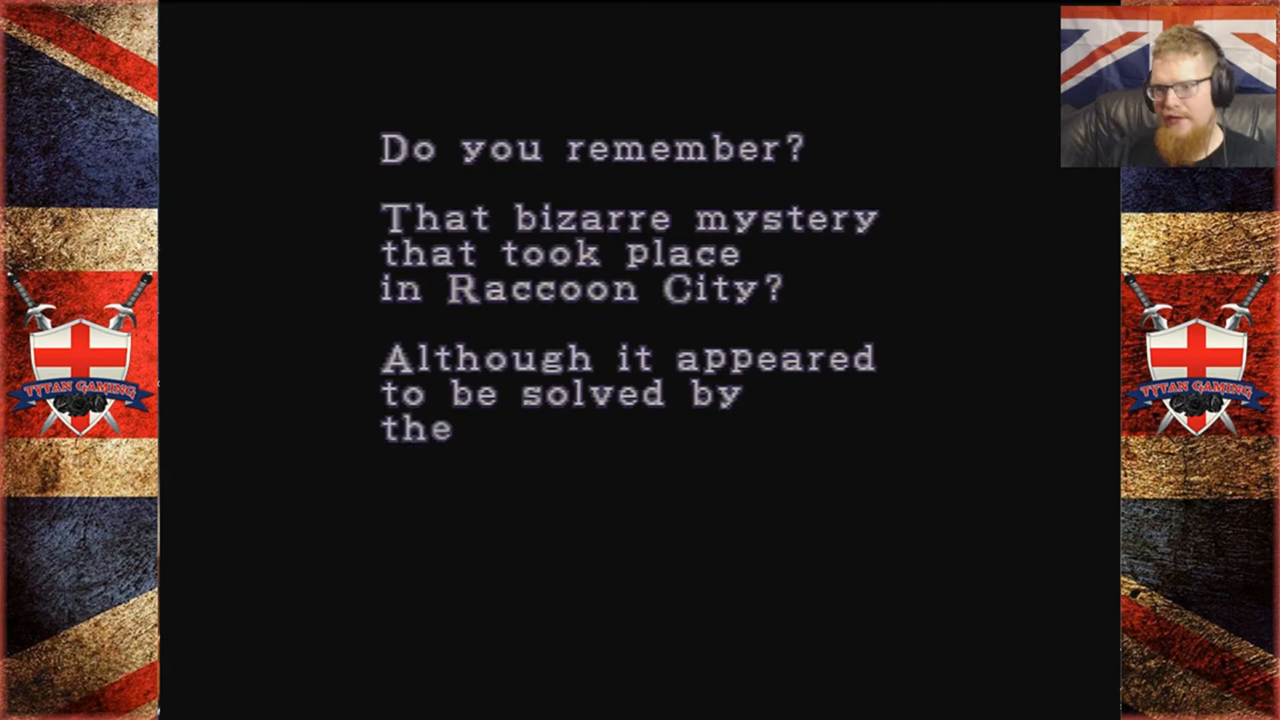 Do you remember?
That bizarre mystery
that took place
in Raccoon City?
Although it appeared
to be solved by
the
TYTAN GAMING
TYTAN GAMING